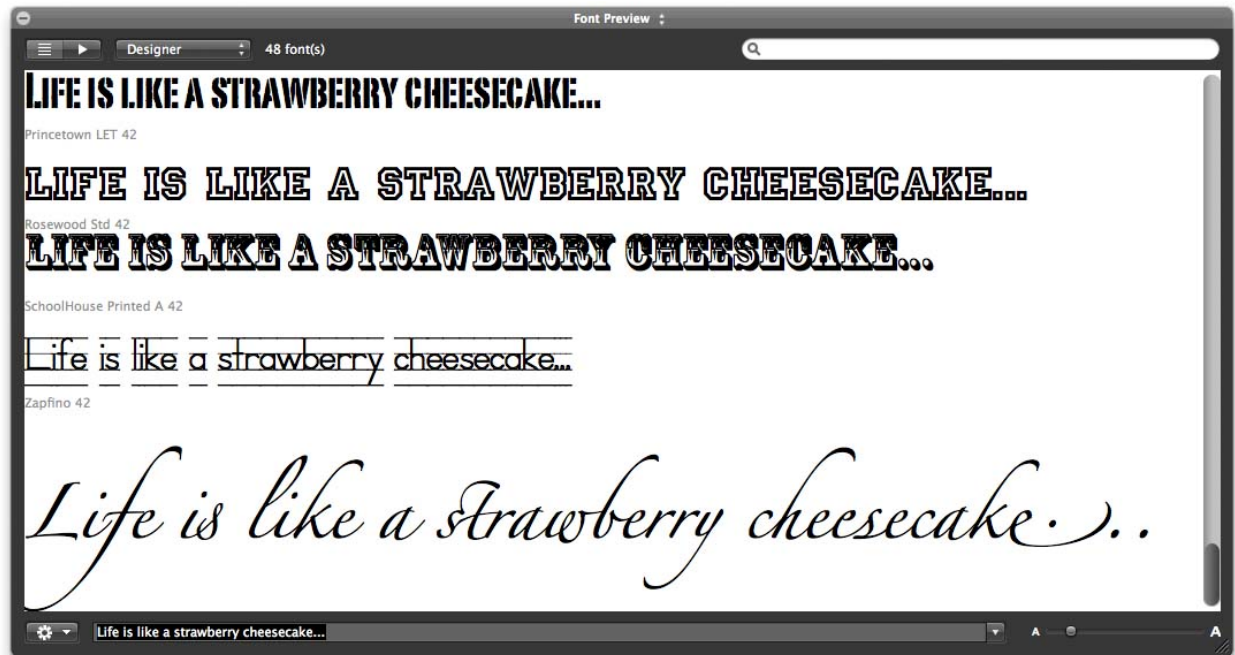 Font Preview
Designer 48 font(s)
LIFE IS LIKE A STRAWBERRY CHEESECAKE...
Princetown LET 42
LIFE IS LIKE A STRAWBERRY CHEESECAKE...
Rosewood Std 42
LIFE IS LIKE A STRAWBERRY CHEESECAKE...
SchoolHouse Printed A 42
Life is like a strawberry cheesecake...
Zapfino 42
Life is like a strawberry cheesecake...
Life is like a strawberry cheesecake... A A